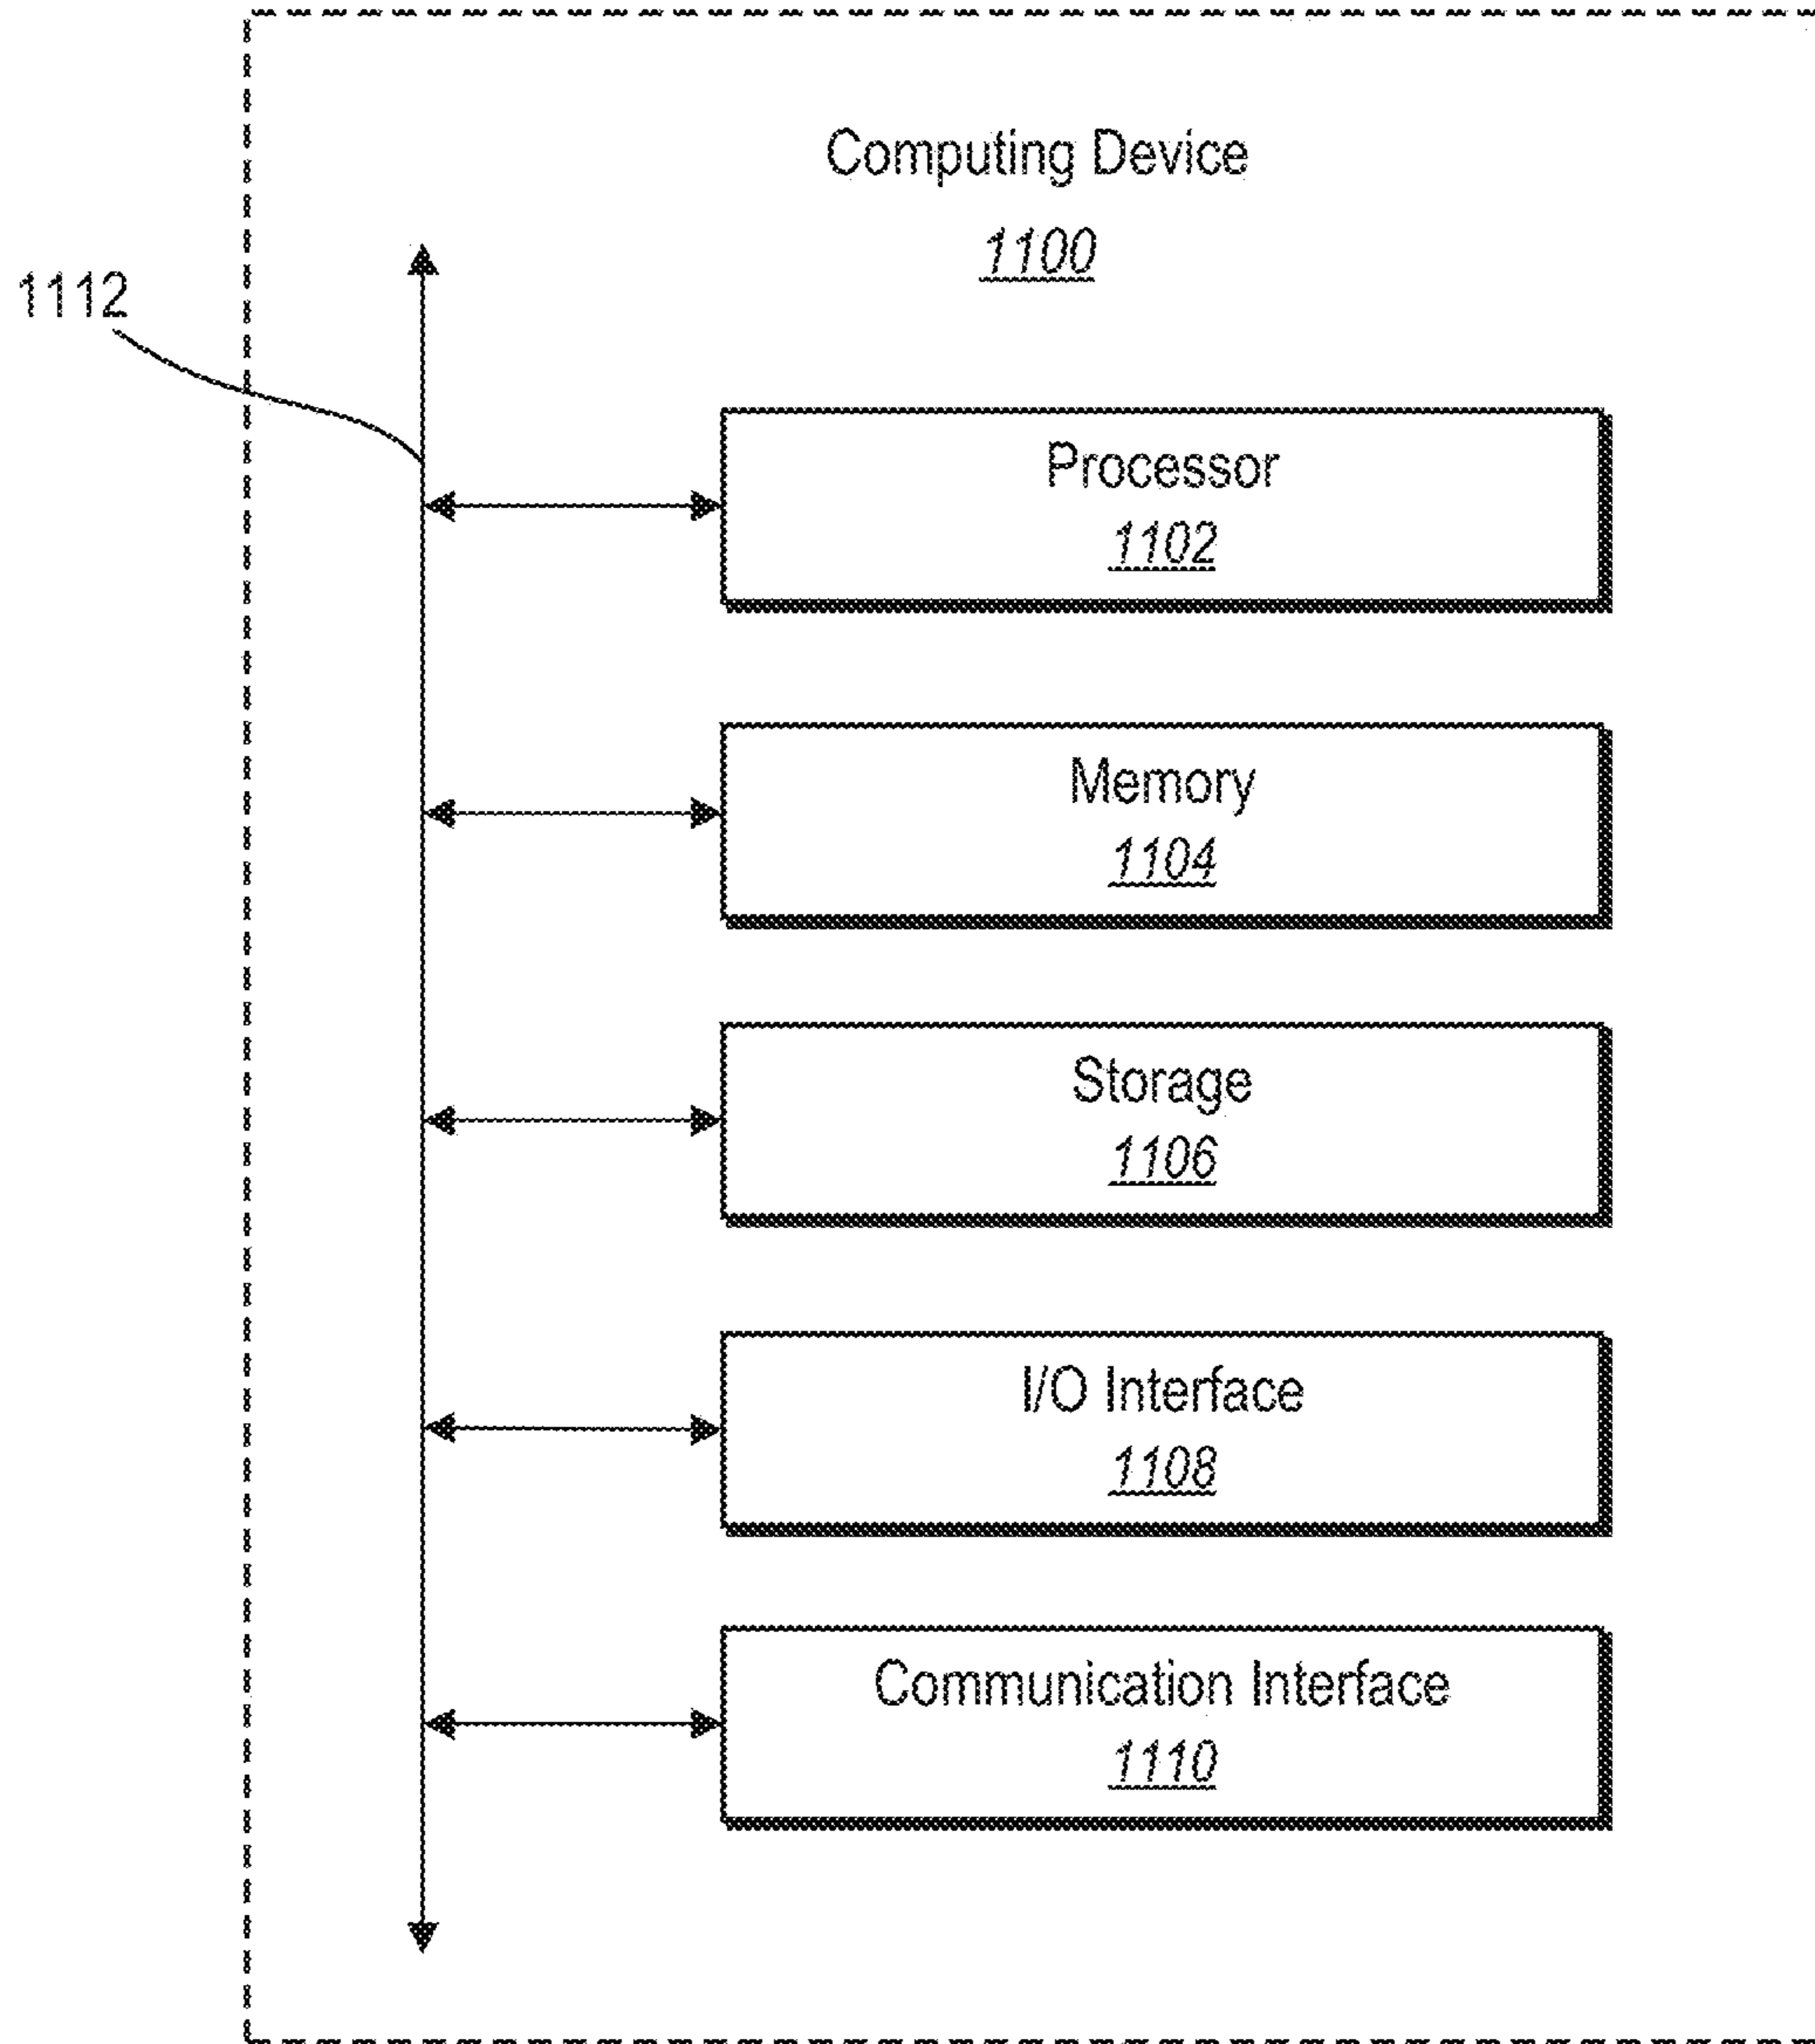 Computing Device
1100
1112
Processor
1102
Memory
1104
Storage
1106
I/O Interface
1108
Communication Interface
1110